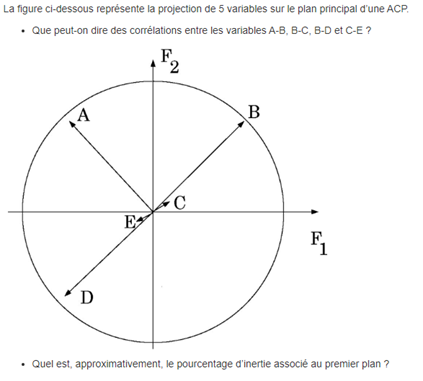 La figure ci-dessous représente la projection de 5 variables sur le plan principal d'une ACP.
• Que peut-on dire des corrélations entre les variables A-B, B-C, B-D et C-E ?
F2
A
B
C
E
F1
D
• Quel est, approximativement, le pourcentage d'inertie associé au premier plan ?